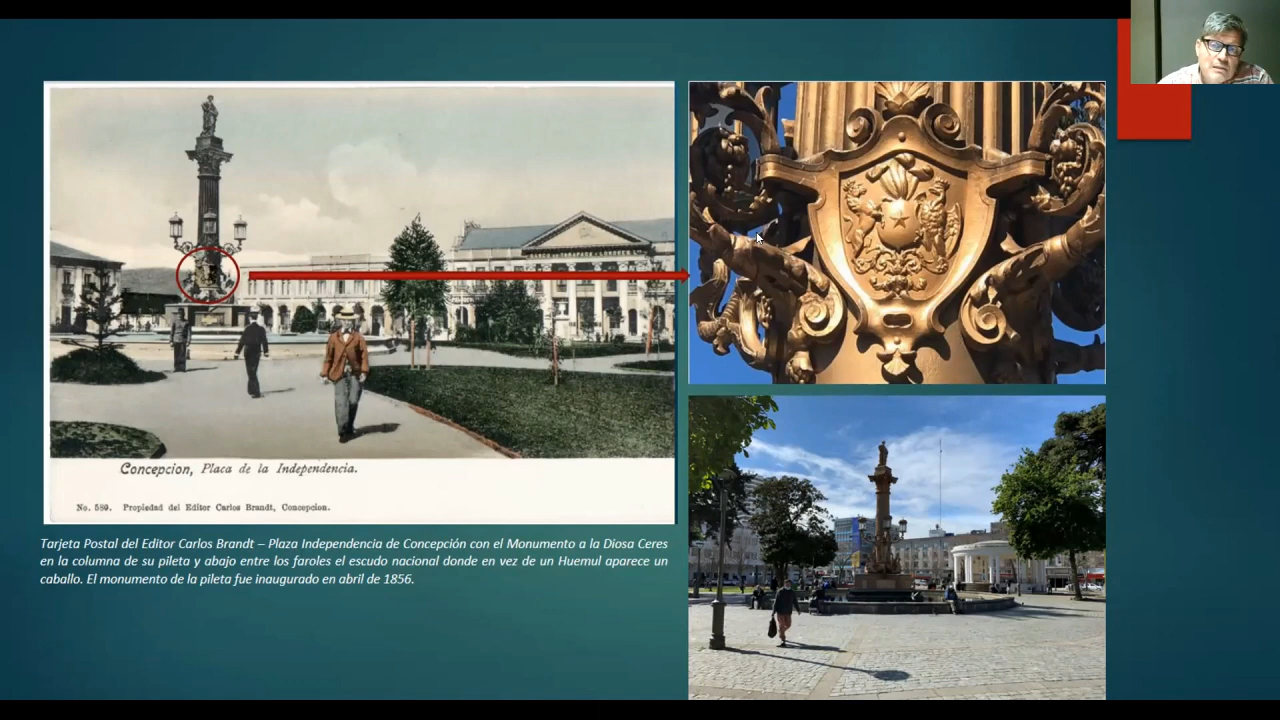 Concepcion, Placa de la Independencia.
No. 589. Propiedad del Editor Carlos Brandt, Concepcion.
Tarjeta Postal del Editor Carlos Brandt – Plaza Independencia de Concepción con el Monumento a la Diosa Ceres
en la columna de su pileta y abajo entre los faroles el escudo nacional donde en vez de un Huemul aparece un
caballo. El monumento de la pileta fue inaugurado en abril de 1856.